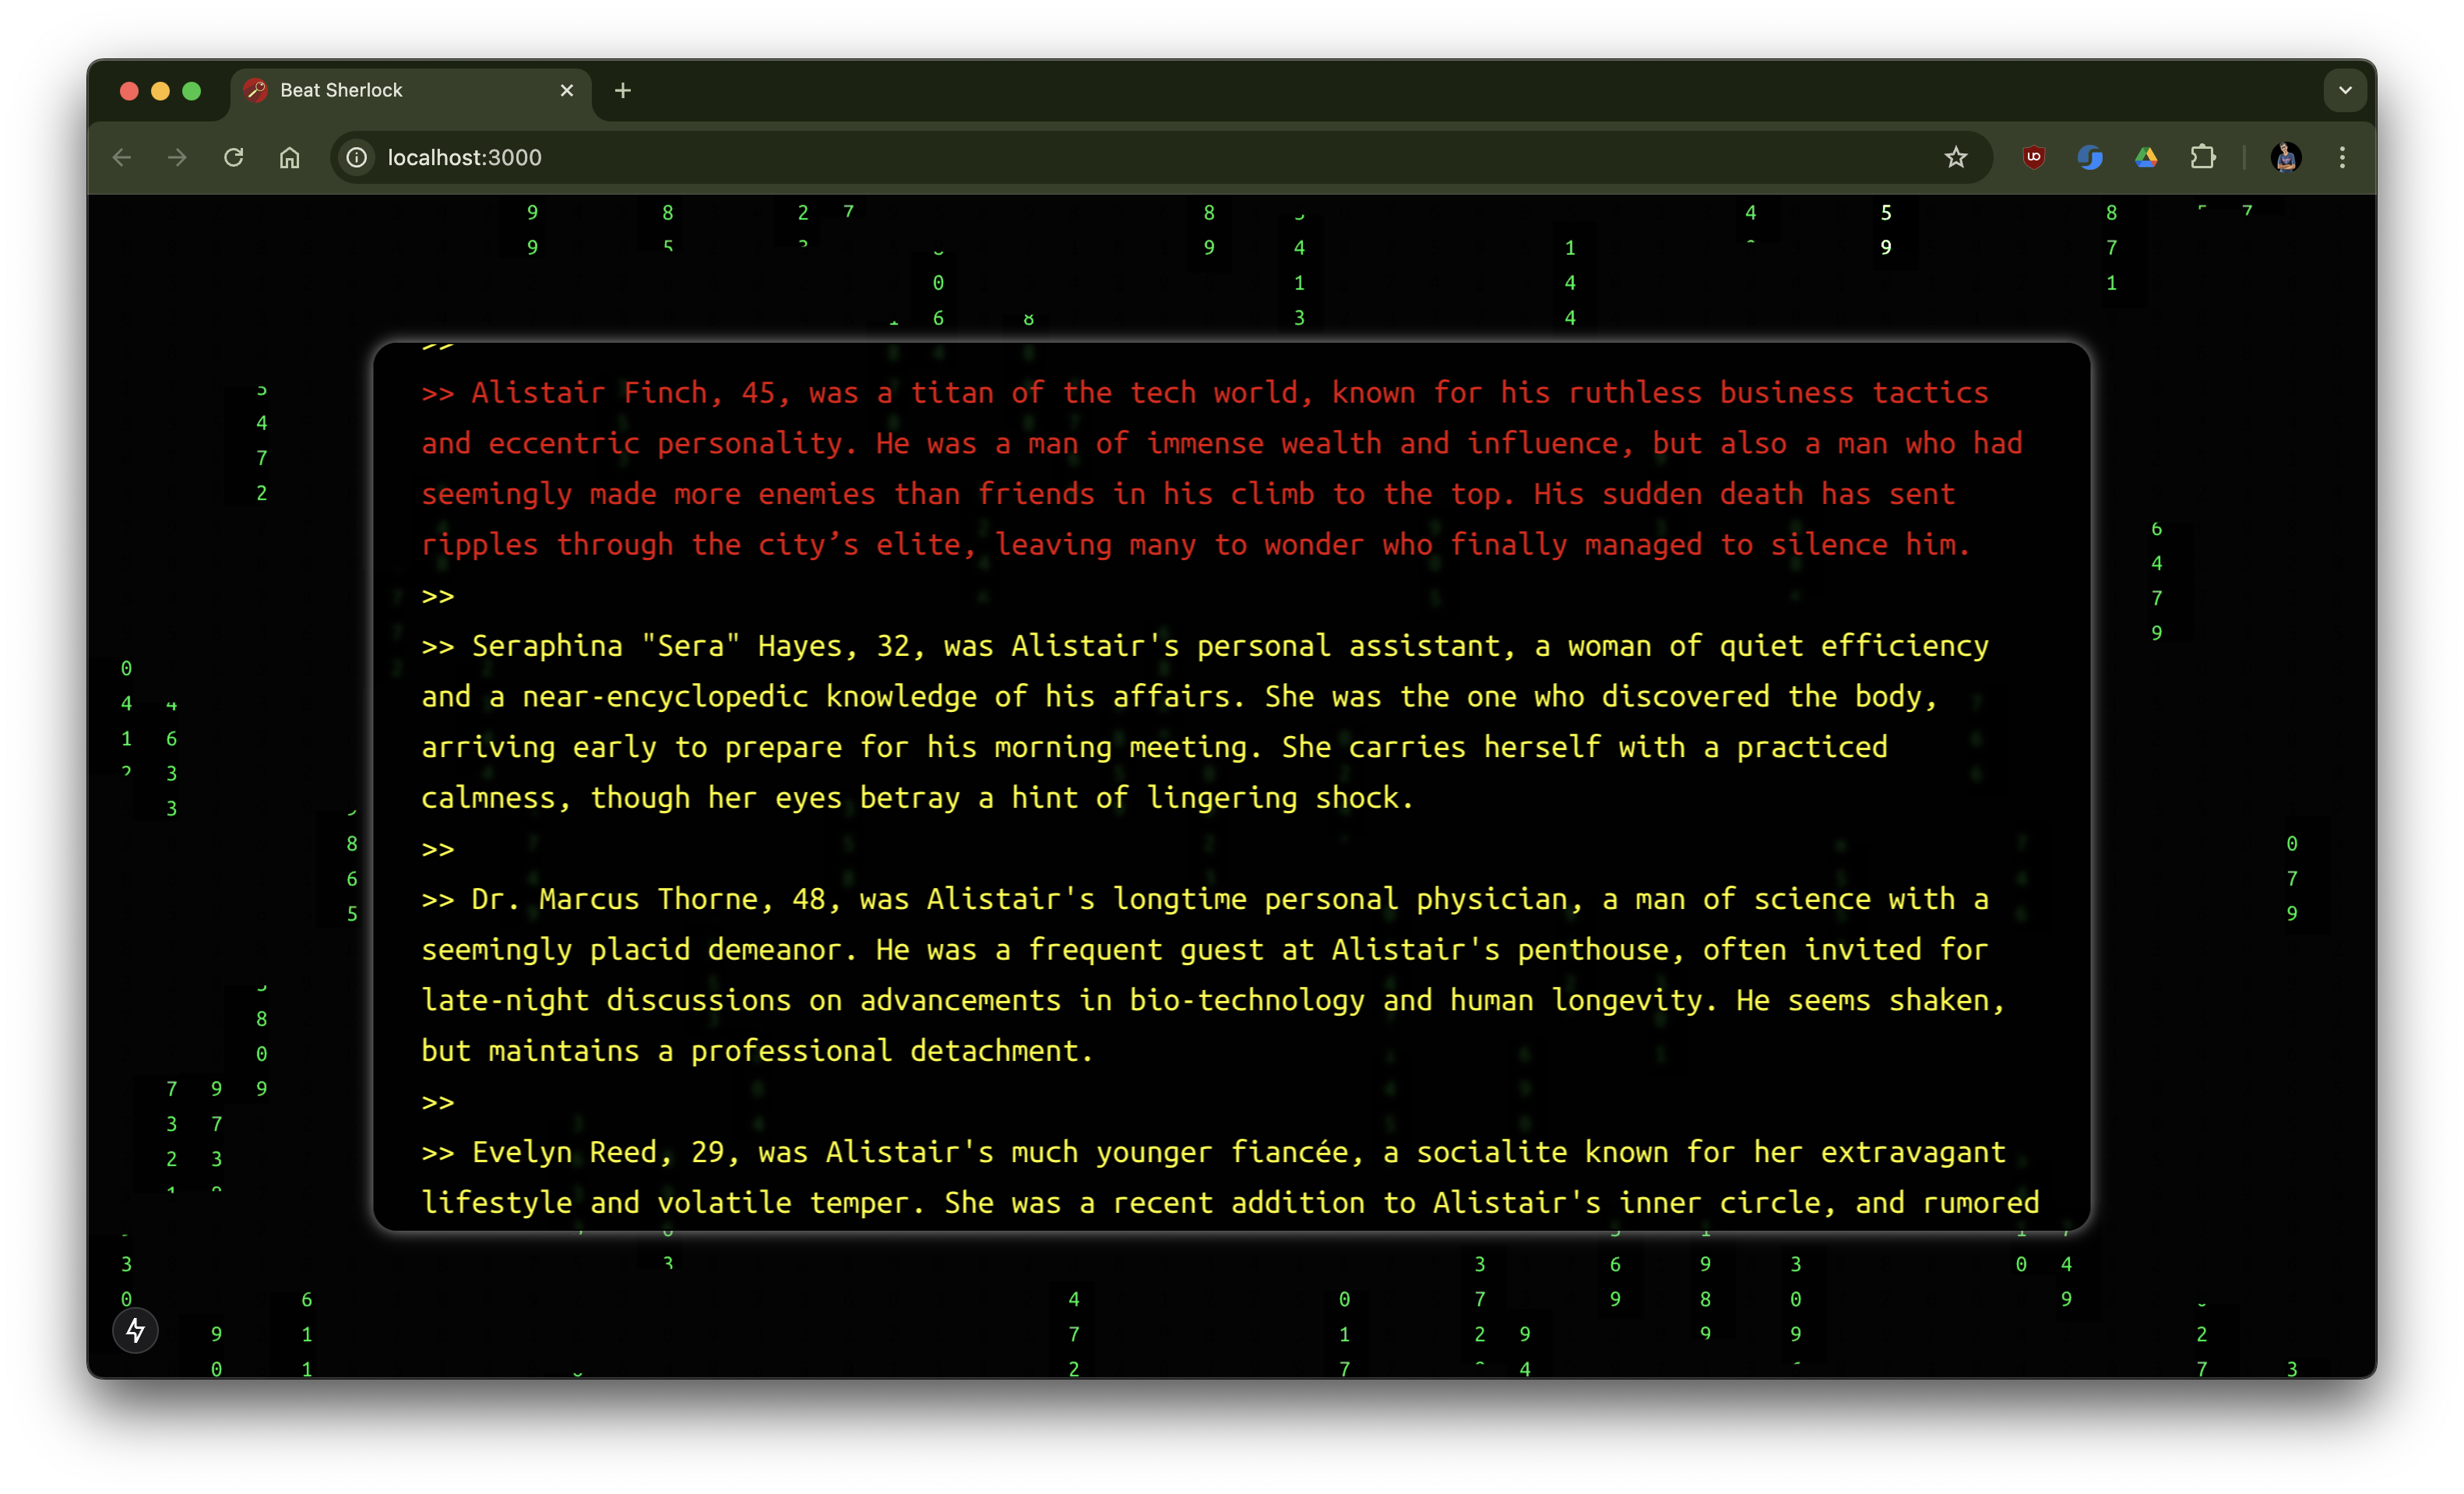 Beat Sherlock
localhost:3000
>>
>> Alistair Finch, 45, was a titan of the tech world, known for his ruthless business tactics
and eccentric personality. He was a man of immense wealth and influence, but also a man who had
seemingly made more enemies than friends in his climb to the top. His sudden death has sent
ripples through the city’s elite, leaving many to wonder who finally managed to silence him.
>>
>> Seraphina "Sera" Hayes, 32, was Alistair's personal assistant, a woman of quiet efficiency
and a near-encyclopedic knowledge of his affairs. She was the one who discovered the body,
arriving early to prepare for his morning meeting. She carries herself with a practiced
calmness, though her eyes betray a hint of lingering shock.
>>
>> Dr. Marcus Thorne, 48, was Alistair's longtime personal physician, a man of science with a
seemingly placid demeanor. He was a frequent guest at Alistair's penthouse, often invited for
late-night discussions on advancements in bio-technology and human longevity. He seems shaken,
but maintains a professional detachment.
>>
>> Evelyn Reed, 29, was Alistair's much younger fiancée, a socialite known for her extravagant
lifestyle and volatile temper. She was a recent addition to Alistair's inner circle, and rumored